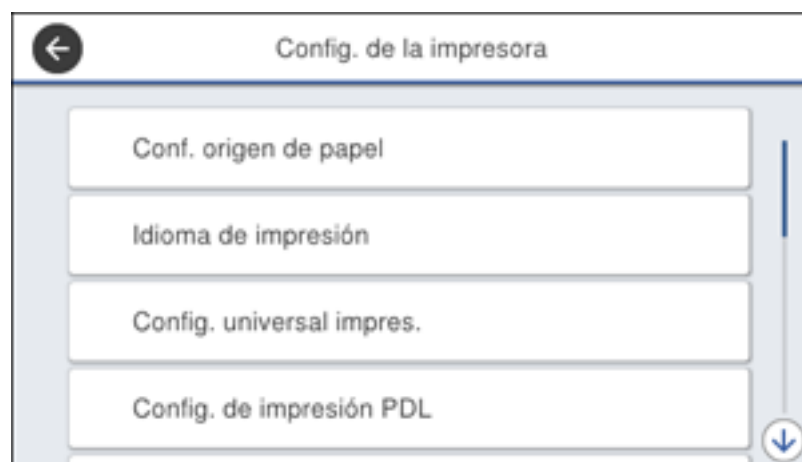 Config. de la impresora
Conf. origen de papel
Idioma de impresión
Config. universal impres.
Config. de impresión PDL